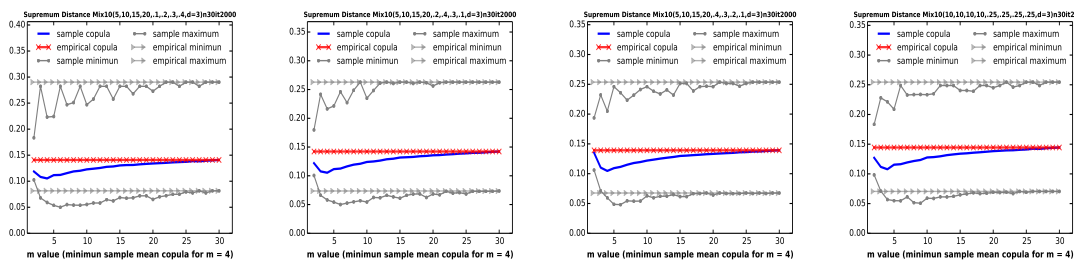 Supremum Distance Mix10(5,10,15,20,.1,.2,.3,.4,d=3)n30it2000
0.40
0.35
0.30
0.25
0.20
0.15
0.10
0.05
0.00
sample copula
empirical copula
sample minimun
sample maximum
empirical minimun
empirical maximum
5
10
15
20
25
30
m value (minimun sample mean copula for m = 4)
Supremum Distance Mix10(5,10,15,20,.2,.4,.3,.1,d=3)n30it2000
0.35
0.30
0.25
0.20
0.15
0.10
0.05
0.00
sample copula
empirical copula
sample minimun
sample maximum
empirical minimun
empirical maximum
5
10
15
20
25
30
m value (minimun sample mean copula for m = 4)
Supremum Distance Mix10(5,10,15,20,.4,.3,.2,.1,d=3)n30it2000
0.35
0.30
0.25
0.20
0.15
0.10
0.05
0.00
sample copula
empirical copula
sample minimun
sample maximum
empirical minimun
empirical maximum
5
10
15
20
25
30
m value (minimun sample mean copula for m = 4)
Supremum Distance Mix10(10,10,10,10,.25,.25,.25,.25,d=3)n30it2
0.35
0.30
0.25
0.20
0.15
0.10
0.05
0.00
sample copula
empirical copula
sample minimun
sample maximum
empirical minimun
empirical maximum
5
10
15
20
25
30
m value (minimun sample mean copula for m = 4)